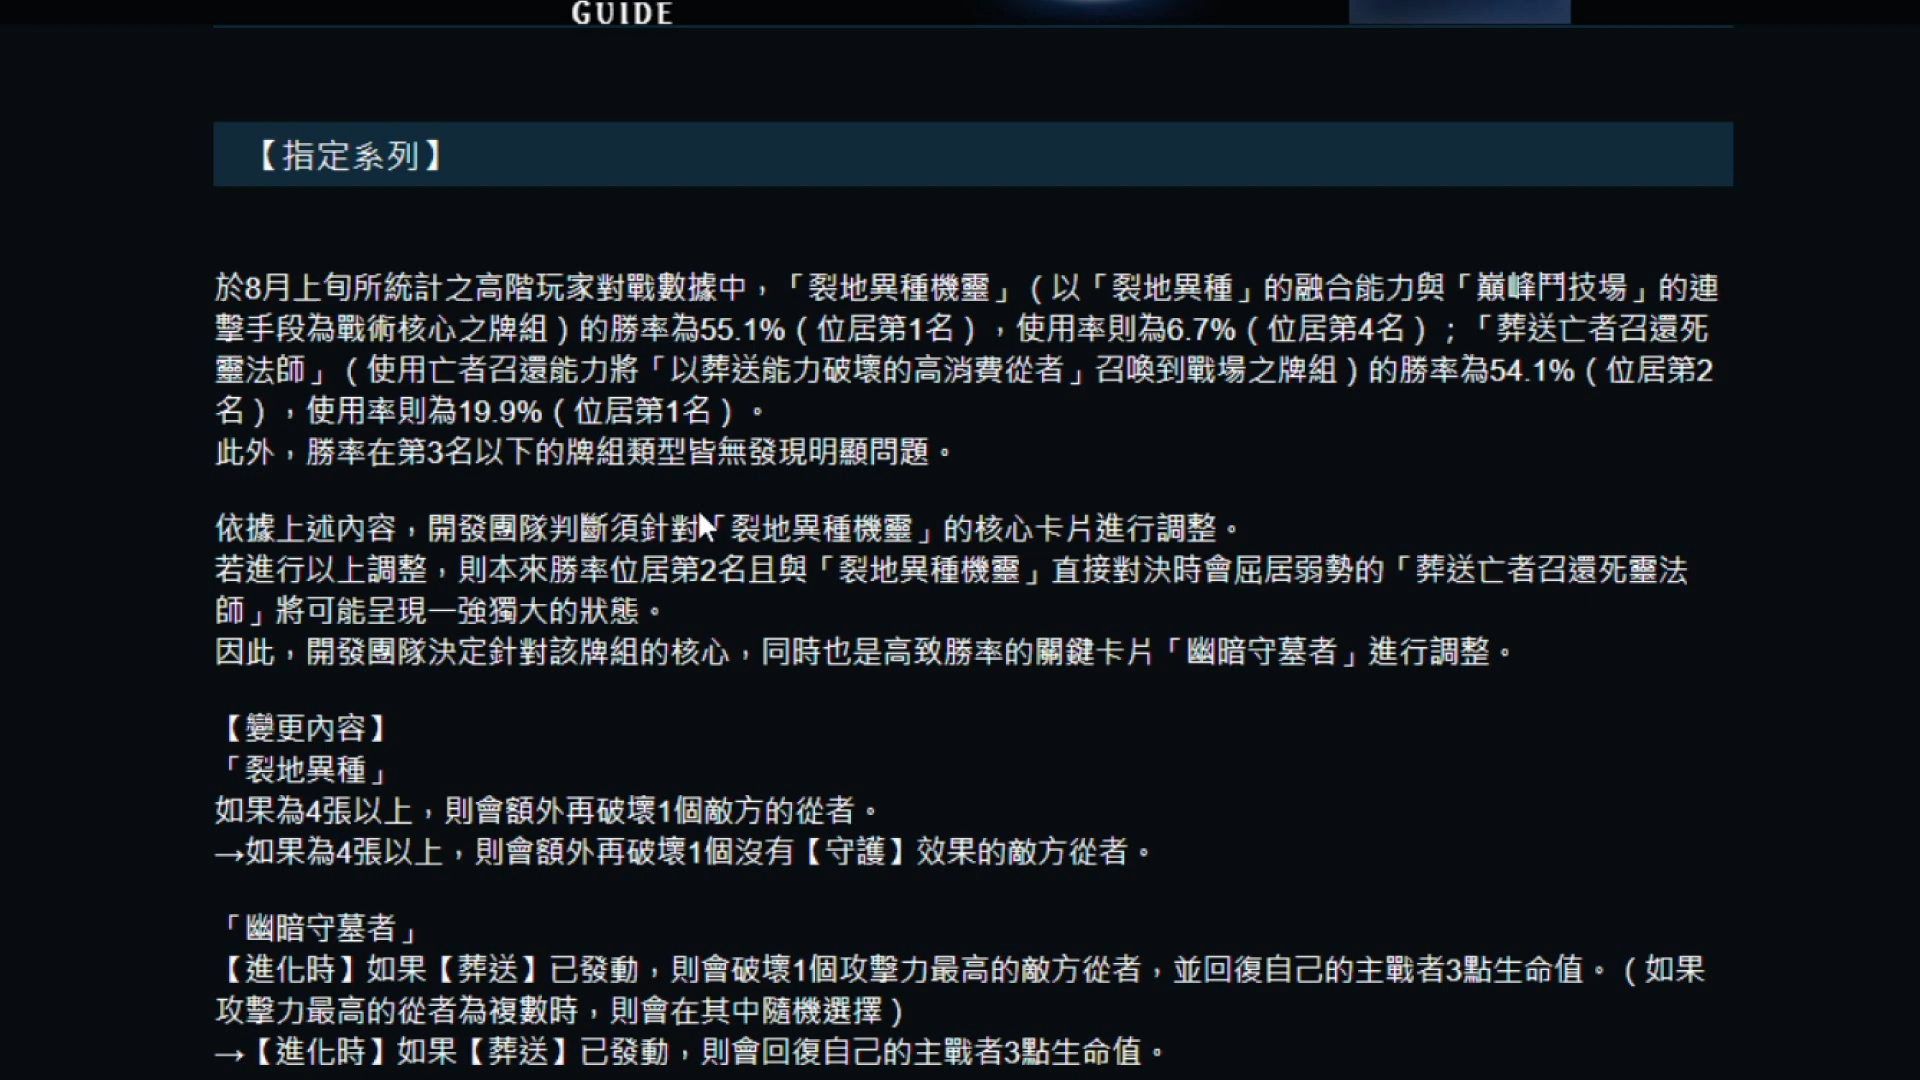 GUIDE
【指定系列】
於8月上旬所統計之高階玩家對戰數據中，「裂地異種機靈」（以「裂地異種」的融合能力與「巔峰鬥技場」的連
擊手段為戰術核心之牌組）的勝率為55.1%（位居第1名），使用率則為6.7%（位居第4名）；「葬送亡者召還死
靈法師」（使用亡者召還能力將「以葬送能力破壞的高消費從者」召喚到戰場之牌組）的勝率為54.1%（位居第2
名），使用率則為19.9%（位居第1名）。
此外，勝率在第3名以下的牌組類型皆無發現明顯問題。
依據上述內容，開發團隊判斷須針對「裂地異種機靈」的核心卡片進行調整。
若進行以上調整，則本來勝率位居第2名且與「裂地異種機靈」直接對決時會屈居弱勢的「葬送亡者召還死靈法
師」將可能呈現一強獨大的狀態。
因此，開發團隊決定針對該牌組的核心，同時也是高致勝率的關鍵卡片「幽暗守墓者」進行調整。
【變更內容】
「裂地異種」
如果為4張以上，則會額外再破壞1個敵方的從者。
→如果為4張以上，則會額外再破壞1個沒有【守護】效果的敵方從者。
「幽暗守墓者」
【進化時】如果【葬送】已發動，則會破壞1個攻擊力最高的敵方從者，並回復自己的主戰者3點生命值。（如果
攻擊力最高的從者為複數時，則會在其中隨機選擇）
→【進化時】如果【葬送】已發動，則會回復自己的主戰者3點生命值。